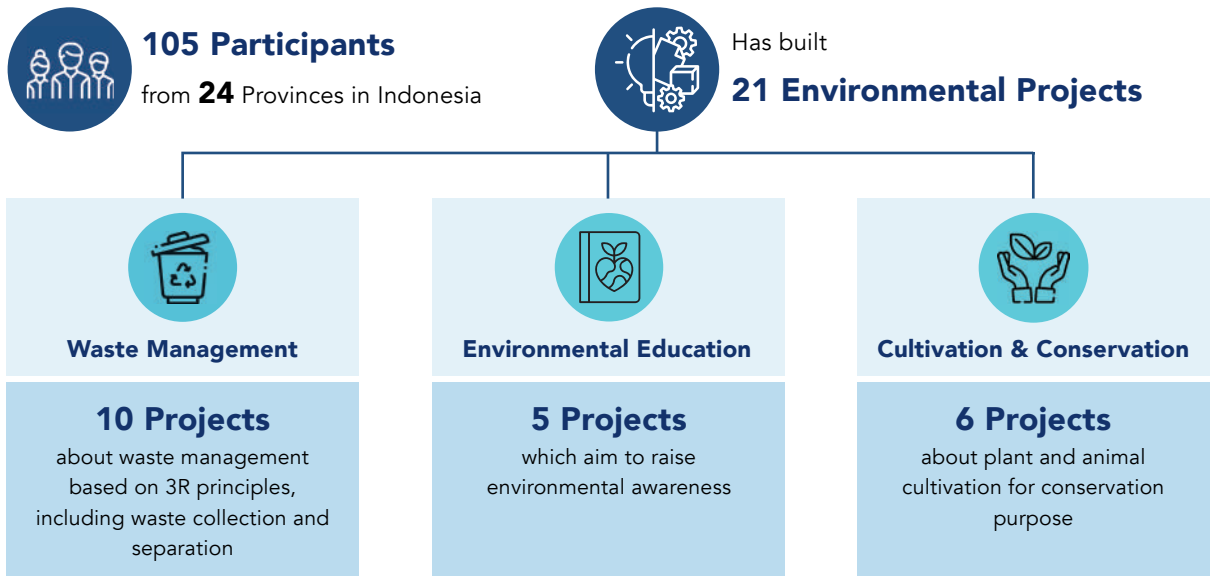 105 Participants
from 24 Provinces in Indonesia
Has built
21 Environmental Projects
Waste Management
10 Projects
about waste management
based on 3R principles,
including waste collection and
separation
Environmental Education
5 Projects
which aim to raise
environmental awareness
Cultivation & Conservation
6 Projects
about plant and animal
cultivation for conservation
purpose